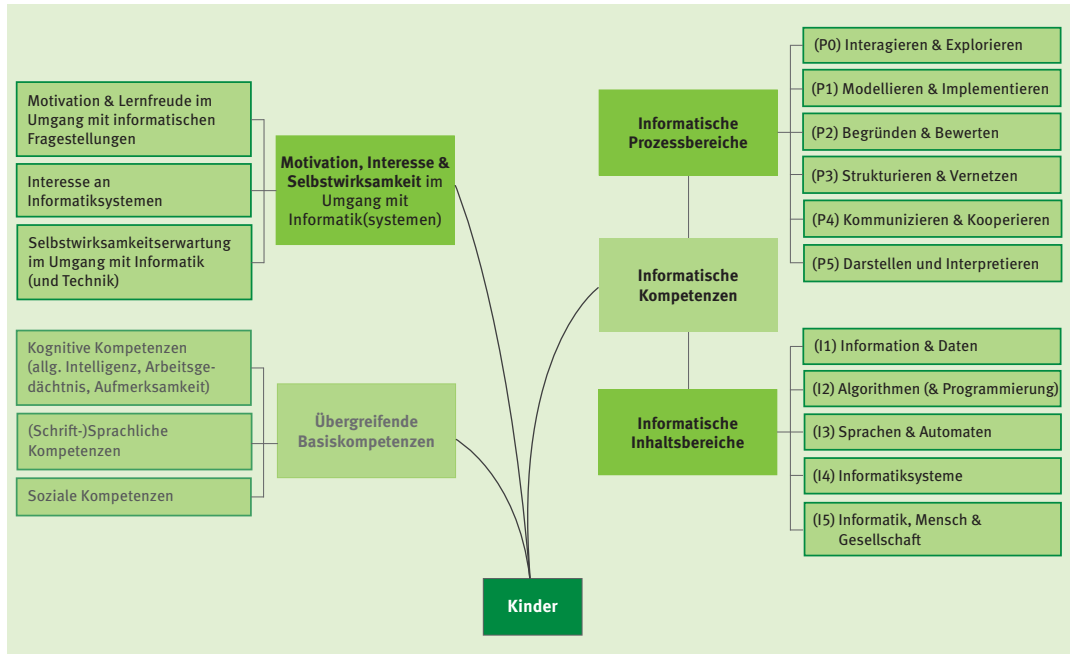 Motivation & Lernfreude im
Umgang mit informatischen
Fragestellungen
Interesse an
Informatiksystemen
Selbstwirksamkeitserwartung
im Umgang mit Informatik
(und Technik)
Motivation, Interesse &
Selbstwirksamkeit im
Umgang mit
Informatik(systemen)
Kognitive Kompetenzen
(allg. Intelligenz, Arbeitsge-
dächtnis, Aufmerksamkeit)
(Schrift-)Sprachliche
Kompetenzen
Soziale Kompetenzen
Übergreifende
Basiskompetenzen
Informatische
Prozessbereiche
(P0) Interagieren & Explorieren
(P1) Modellieren & Implementieren
(P2) Begründen & Bewerten
(P3) Strukturieren & Vernetzen
(P4) Kommunizieren & Kooperieren
(P5) Darstellen und Interpretieren
Informatische
Kompetenzen
Informatische
Inhaltsbereiche
(I1) Information & Daten
(I2) Algorithmen (& Programmierung)
(I3) Sprachen & Automaten
(I4) Informatiksysteme
(I5) Informatik, Mensch &
Gesellschaft
Kinder